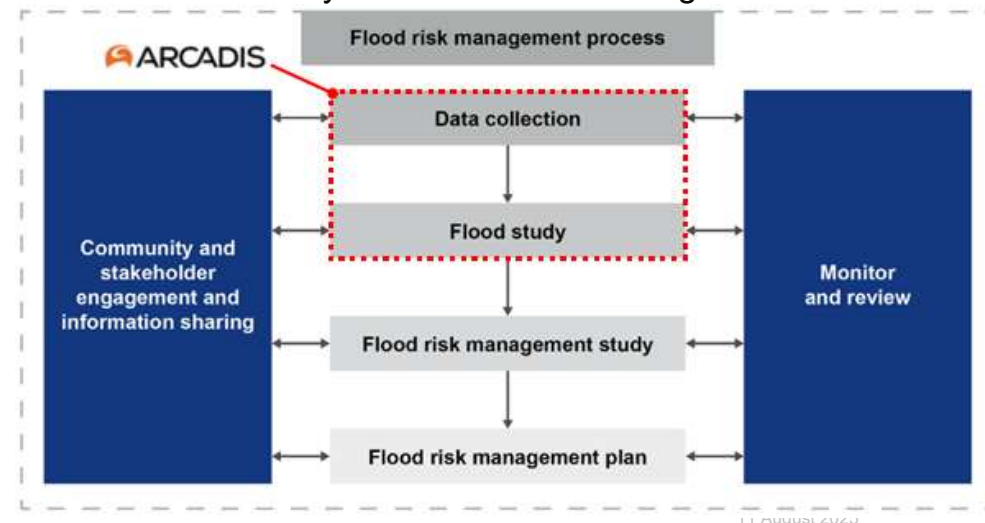 Flood risk management process
ARCADIS
Data collection
Flood study
Community and
stakeholder
engagement and
information sharing
Monitor
and review
Flood risk management study
Flood risk management plan